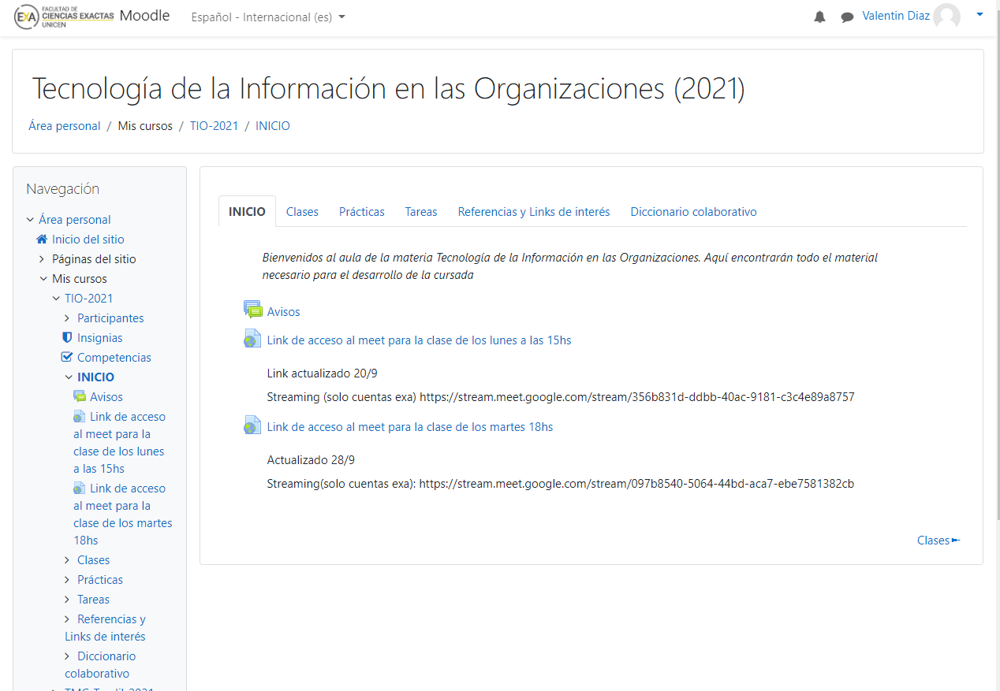 EXA FACULTAD DE
CIENCIAS EXACTAS
UNICEN
Moodle
Español - Internacional (es)
Valentin Diaz
Tecnología de la Información en las Organizaciones (2021)
Área personal / Mis cursos / TIO-2021 / INICIO
Navegación
Área personal
Inicio del sitio
Páginas del sitio
Mis cursos
TIO-2021
Participantes
Insignias
Competencias
INICIO
Avisos
Link de acceso
al meet para la
clase de los lunes
a las 15hs
Link de acceso
al meet para la
clase de los martes
18hs
Clases
Prácticas
Tareas
Referencias y
Links de interés
Diccionario
colaborativo
INICIO Clases Prácticas Tareas Referencias y Links de interés Diccionario colaborativo
Bienvenidos al aula de la materia Tecnología de la Información en las Organizaciones. Aquí encontrarán todo el material
necesario para el desarrollo de la cursada
Avisos
Link de acceso al meet para la clase de los lunes a las 15hs
Link actualizado 20/9
Streaming (solo cuentas exa) https://stream.meet.google.com/stream/356b831d-ddbb-40ac-9181-c3c4e89a8757
Link de acceso al meet para la clase de los martes 18hs
Actualizado 28/9
Streaming(solo cuentas exa): https://stream.meet.google.com/stream/097b8540-5064-44bd-aca7-ebe7581382cb
Clases